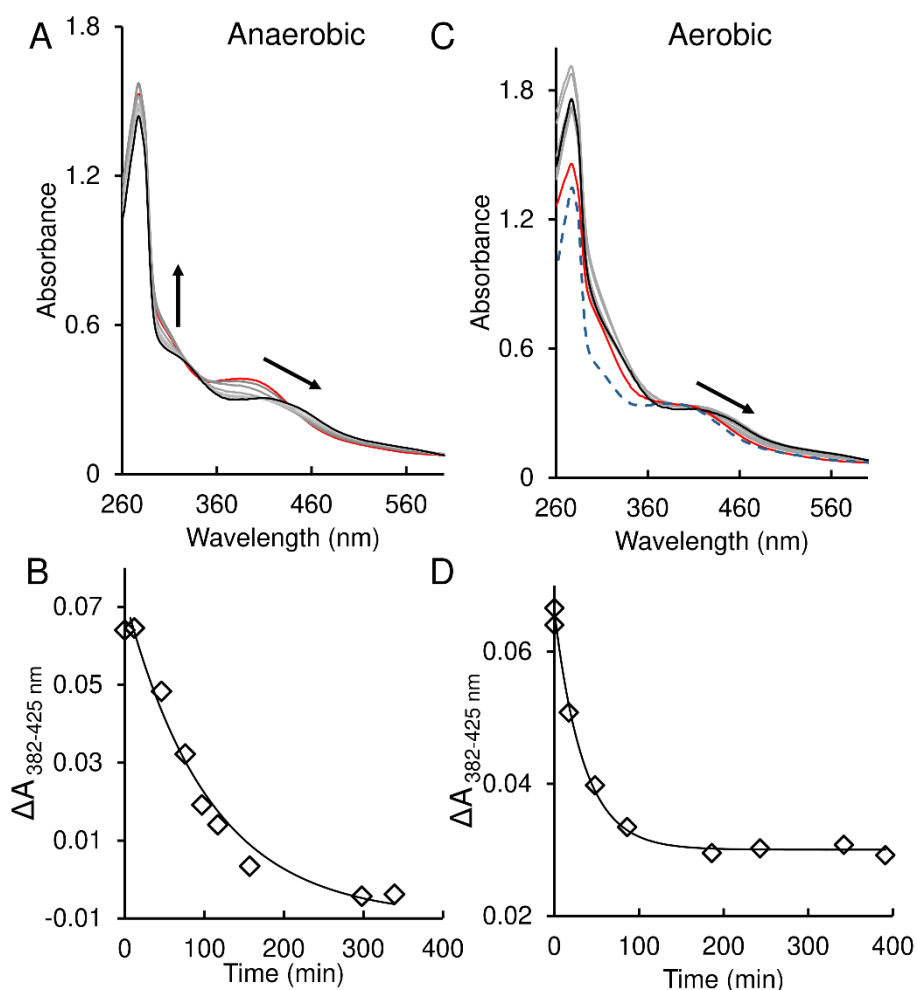 A
Anaerobic
1.8
1.2
0.6
0
Absorbance
260
360
460
560
Wavelength (nm)
C
Aerobic
1.8
1.2
0.6
0
Absorbance
260
360
460
560
Wavelength (nm)
B
0.07
0.05
0.03
0.01
-0.01
ΔA382-425 nm
0
100
200
300
400
Time (min)
D
0.06
0.04
0.02
ΔA382-425 nm
0
100
200
300
400
Time (min)